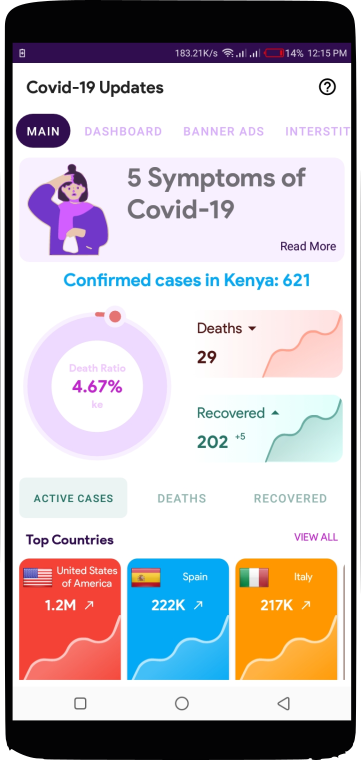 183.21K/s 14% 12:15 PM
Covid-19 Updates
MAIN DASHBOARD BANNER ADS INTERSTIT
5 Symptoms of
Covid-19
Read More
Confirmed cases in Kenya: 621
Death Ratio
4.67%
ke
Deaths
29
Recovered
202 +5
ACTIVE CASES DEATHS RECOVERED
Top Countries VIEW ALL
United States
of America
1.2M
Spain
222K
Italy
217K